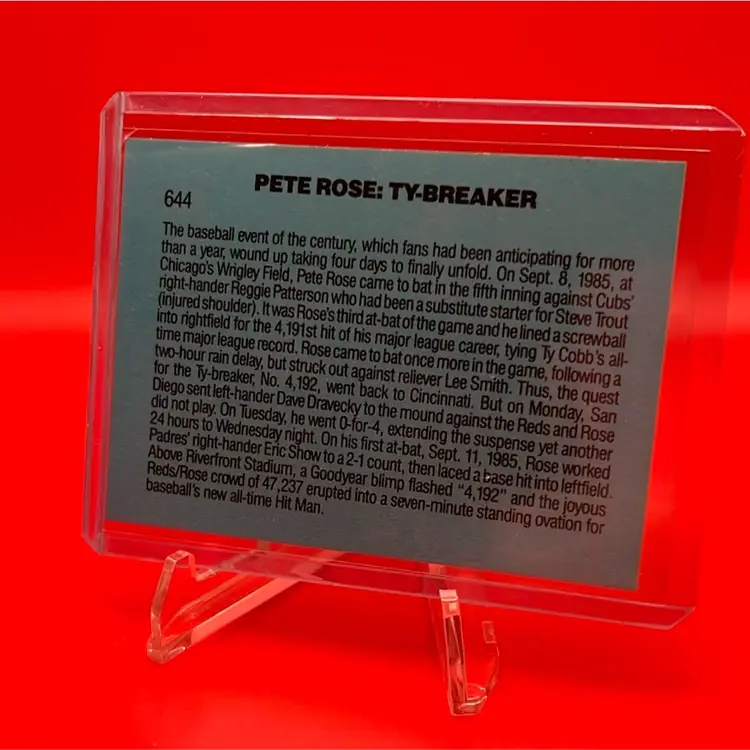 PETE ROSE: TY-BREAKER
644
The baseball event of the century, which fans had been anticipating for more
than a year, wound up taking four days to finally unfold. On Sept. 8, 1985, at
Chicago's Wrigley Field, Pete Rose came to bat in the fifth inning against Cubs'
right-hander Reggie Patterson who had been a substitute starter for Steve Trout
(injured shoulder). It was Rose's third at-bat of the game and he lined a screwball
into rightfield for the 4,191st hit of his major league career, tying Ty Cobb's all-
time major league record. Rose came to bat once more in the game, following a
two-hour rain delay, but struck out against reliever Lee Smith. Thus, the quest
for the Ty-breaker, No. 4,192, went back to Cincinnati. But on Monday, San
Diego sent left-hander Dave Dravecky to the mound against the Reds and Rose
did not play. On Tuesday, he went 0-for-4, extending the suspense yet another
24 hours to Wednesday night. On his first at-bat, Sept. 11, 1985, Rose worked
Padres' right-hander Eric Show to a 2-1 count, then laced a base hit into leftfield.
Above Riverfront Stadium, a Goodyear blimp flashed "4,192" and the joyous
Reds/Rose crowd of 47,237 erupted into a seven-minute standing ovation for
baseball's new all-time Hit Man.